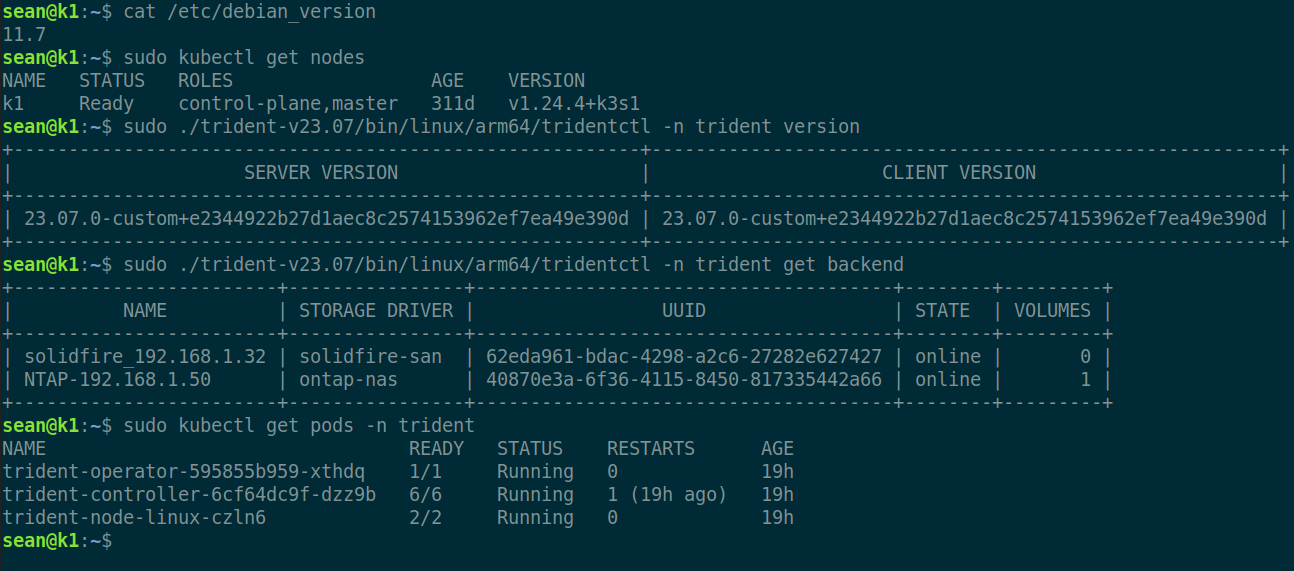 sean@k1:~$ cat /etc/debian_version
11.7
sean@k1:~$ sudo kubectl get nodes
NAME   STATUS   ROLES                  AGE    VERSION
k1     Ready    control-plane,master   311d   v1.24.4+k3s1
sean@k1:~$ sudo ./trident-v23.07/bin/linux/arm64/tridentctl -n trident version
+---------------------------------------------------------+---------------------------------------------------------+
|                     SERVER VERSION                      |                     CLIENT VERSION                      |
+---------------------------------------------------------+---------------------------------------------------------+
| 23.07.0-custom+e2344922b27d1aec8c2574153962ef7ea49e390d | 23.07.0-custom+e2344922b27d1aec8c2574153962ef7ea49e390d |
+---------------------------------------------------------+---------------------------------------------------------+
sean@k1:~$ sudo ./trident-v23.07/bin/linux/arm64/tridentctl -n trident get backend
+------------------------+----------------+--------------------------------------+--------+---------+
|          NAME          | STORAGE DRIVER |                 UUID                 | STATE  | VOLUMES |
+------------------------+----------------+--------------------------------------+--------+---------+
| solidfire_192.168.1.32 | solidfire-san  | 62eda961-bdac-4298-a2c6-27282e627427 | online |       0 |
| NTAP-192.168.1.50      | ontap-nas      | 40870e3a-6f36-4115-8450-817335442a66 | online |       1 |
+------------------------+----------------+--------------------------------------+--------+---------+
sean@k1:~$ sudo kubectl get pods -n trident
NAME                                 READY   STATUS    RESTARTS      AGE
trident-operator-595855b959-xthdq    1/1     Running   0             19h
trident-controller-6cf64dc9f-dzz9b   6/6     Running   1 (19h ago)   19h
trident-node-linux-czln6             2/2     Running   0             19h
sean@k1:~$